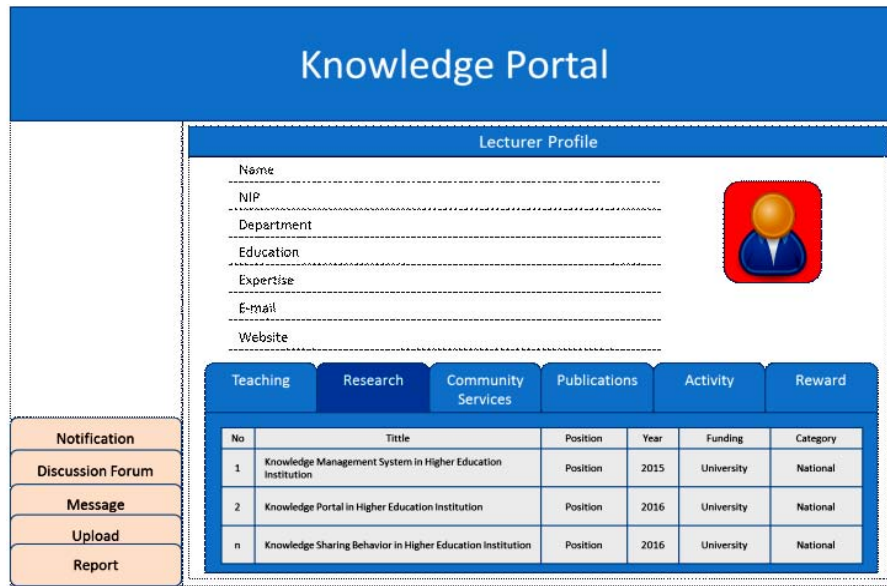 Knowledge Portal
Lecturer Profile
Name
NIP
Department
Education
Expertise
E-mail
Website
Teaching Research Community Services Publications Activity Reward
Notification
Discussion Forum
Message
Upload
Report
No Tittle Position Year Funding Category
1 Knowledge Management System in Higher Education Institution Position 2015 University National
2 Knowledge Portal in Higher Education Institution Position 2016 University National
n Knowledge Sharing Behavior in Higher Education Institution Position 2016 University National